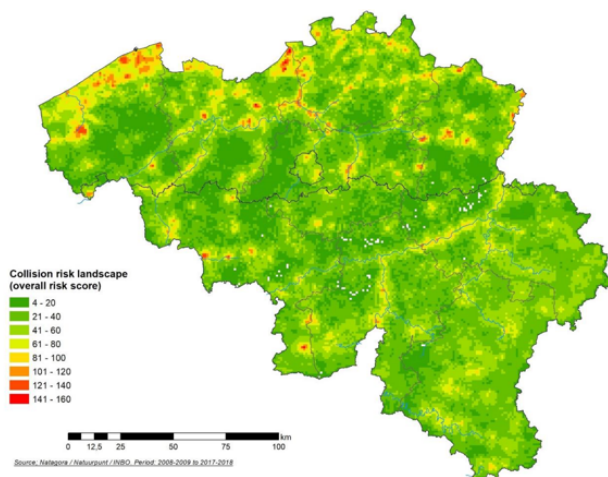 Collision risk landscape
(overall risk score)
4 - 20
21 - 40
41 - 60
61 - 80
81 - 100
101 - 120
121 - 140
141 - 160
km
0 12,5 25 50 75 100
Source: Natagora / Natuurpunt / INBO. Period: 2008-2009 to 2017-2018